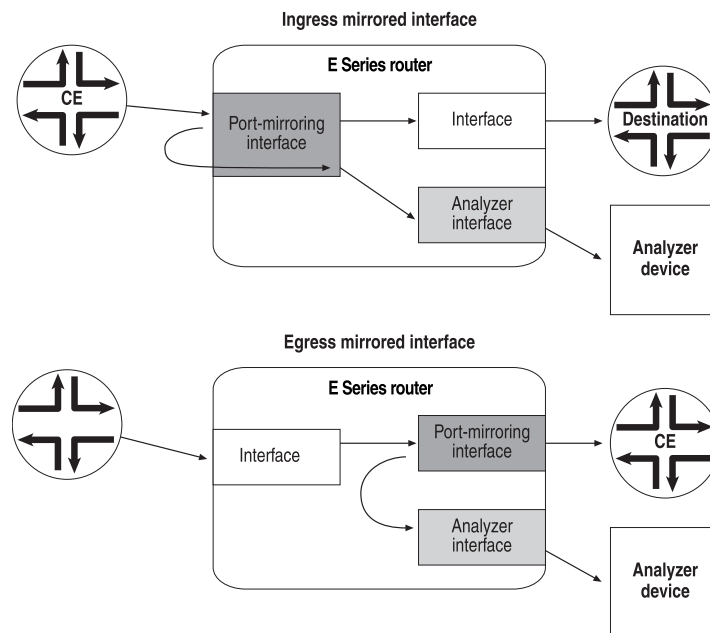 Ingress mirrored interface
E Series router
CE
Port-mirroring
interface
Interface
Destination
Analyzer
interface
Analyzer
device
Egress mirrored interface
E Series router
Interface
Port-mirroring
interface
CE
Analyzer
interface
Analyzer
device